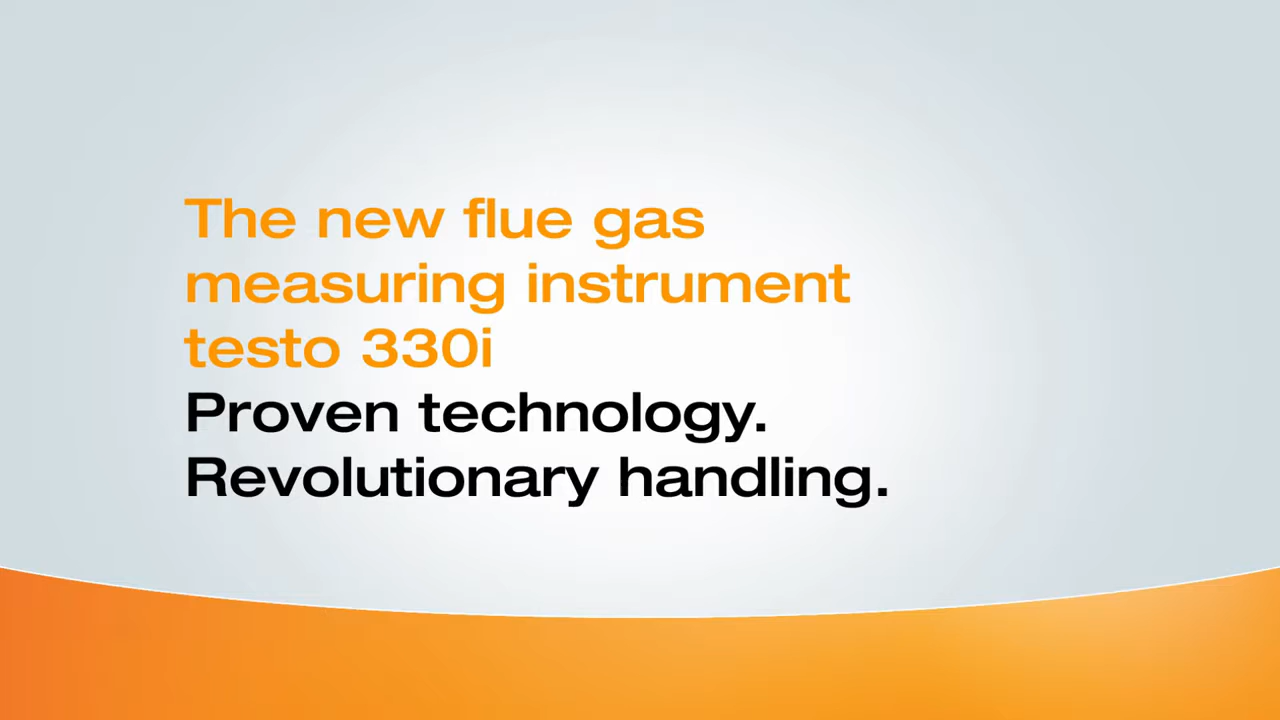 The new flue gas
measuring instrument
testo 330i
Proven technology.
Revolutionary handling.